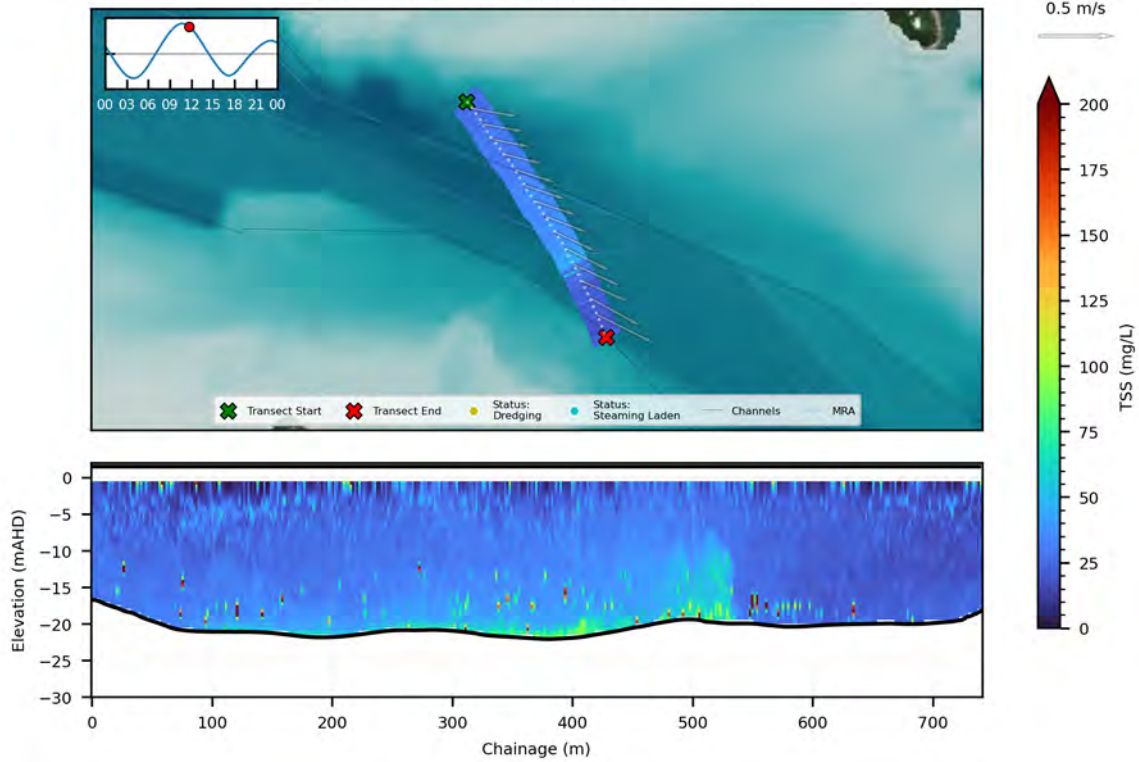 0.5 m/s
00 03 06 09 12 15 18 21 00
Transect Start
Transect End
Status:
Dredging
Status:
Steaming Laden
Channels
MRA
200
175
150
125
100
75
50
25
0
TSS (mg/L)
0
−5
−10
−15
−20
−25
−30
Elevation (mAHD)
0 100 200 300 400 500 600 700
Chainage (m)